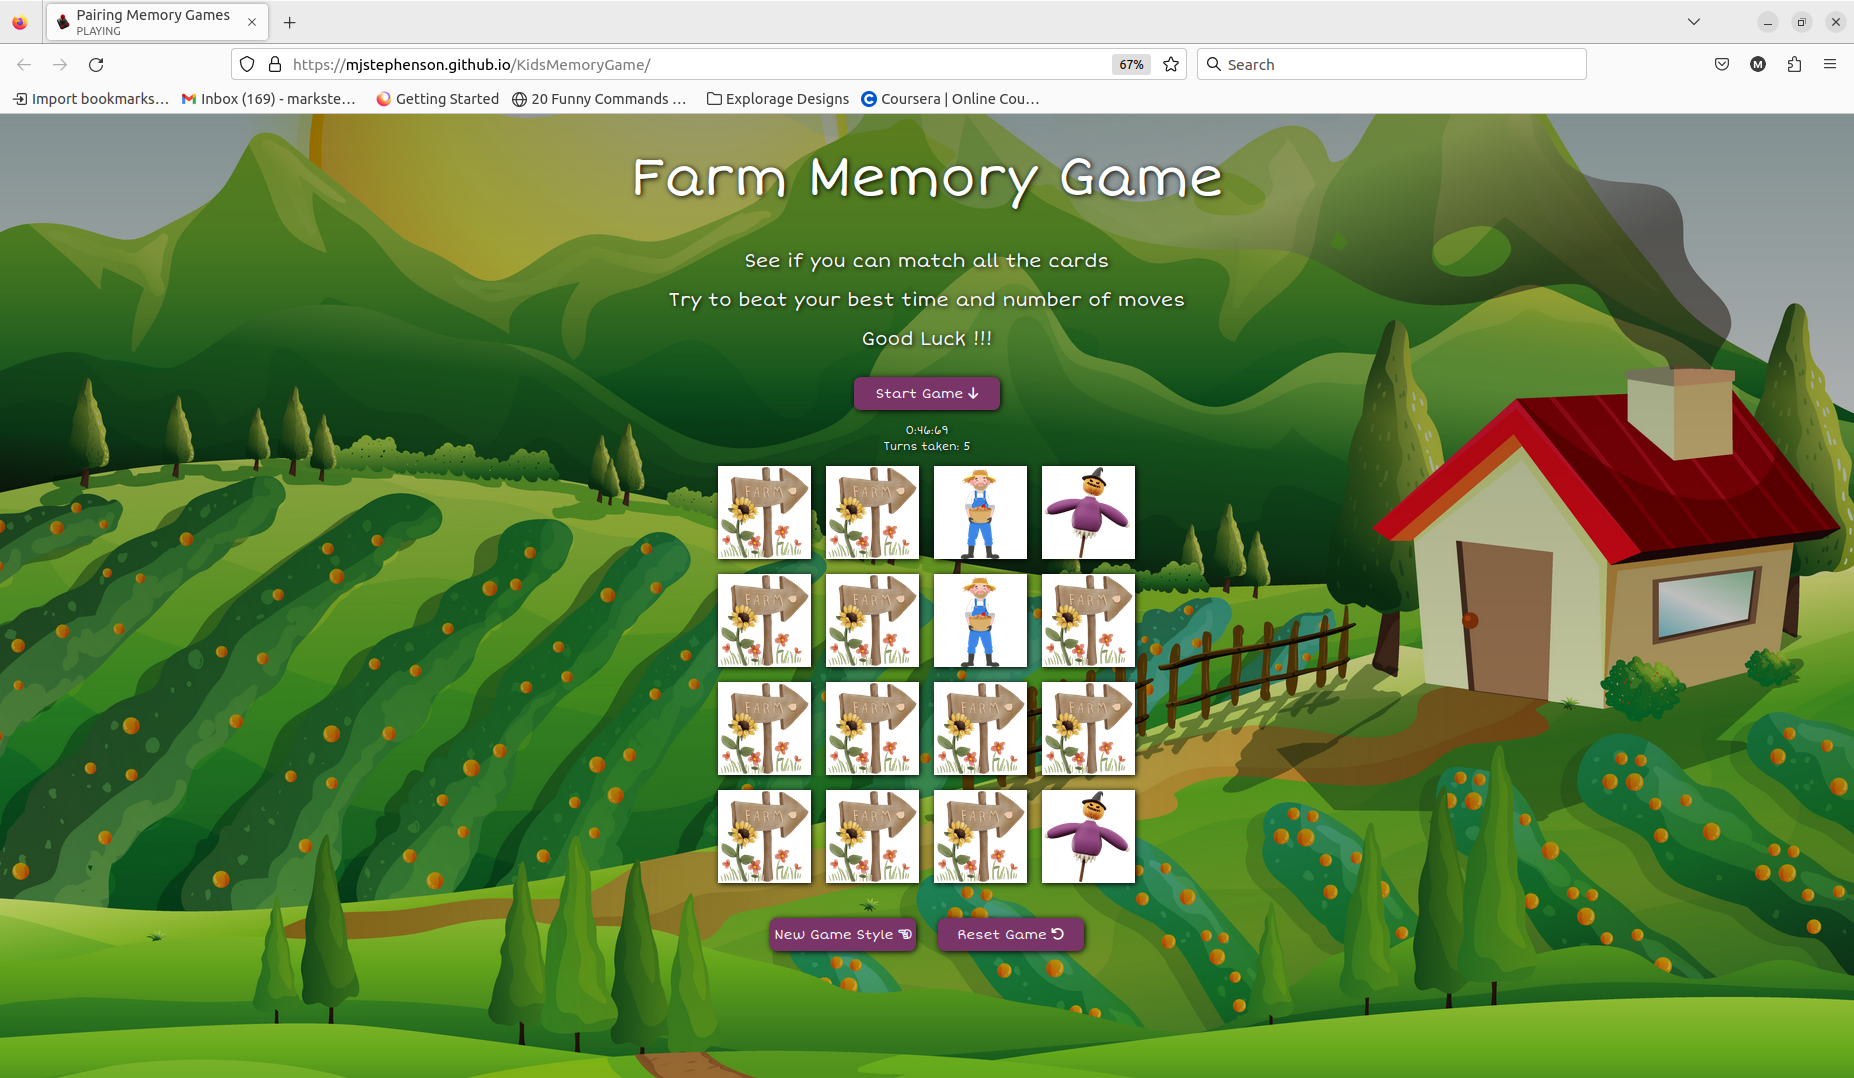 Pairing Memory Games
PLAYING
https://mjstephenson.github.io/KidsMemoryGame/
67%
Search
M
Import bookmarks…
Inbox (169) - markste…
Getting Started
20 Funny Commands …
Explorage Designs
Coursera | Online Cou…
Farm Memory Game
See if you can match all the cards
Try to beat your best time and number of moves
Good Luck !!!
Start Game
0:46:69
Turns taken: 5
FARM
FARM
FARM
FARM
FARM
FARM
FARM
FARM
FARM
FARM
FARM
FARM
New Game Style
Reset Game